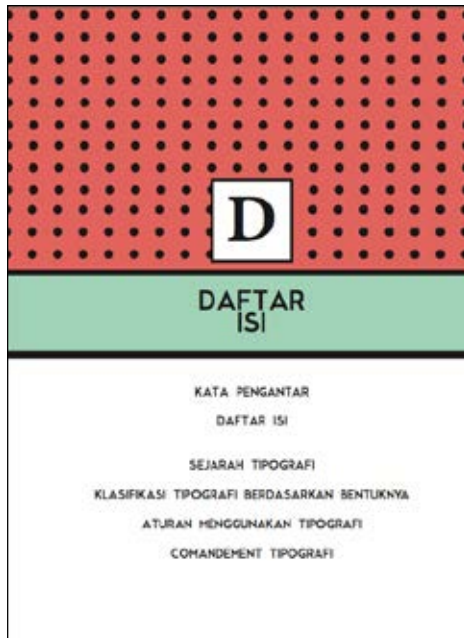 D
DAFTAR
ISI
KATA PENGANTAR
DAFTAR ISI
SEJARAH TIPOGRAFI
KLASIFIKASI TIPOGRAFI BERDASARKAN BENTUKNYA
ATURAN MENGGUNAKAN TIPOGRAFI
COMANDEMENT TIPOGRAFI